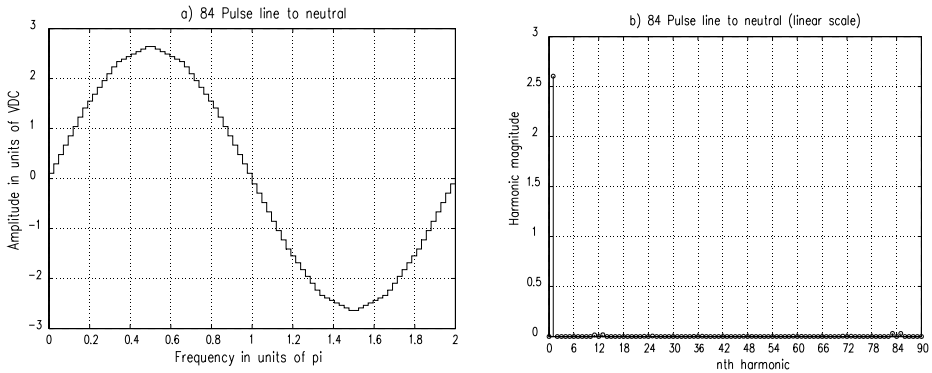 a) 84 Pulse line to neutral
Amplitude in units of VDC
3
2
1
0
−1
−2
−3
0 0.2 0.4 0.6 0.8 1.0 1.2 1.4 1.6 1.8 2
Frequency in units of pi
b) 84 Pulse line to neutral (linear scale)
Harmonic magnitude
3
2.5
2
1.5
1
0.5
0
0 6 12 18 24 30 36 42 48 54 60 66 72 78 84 90
nth harmonic